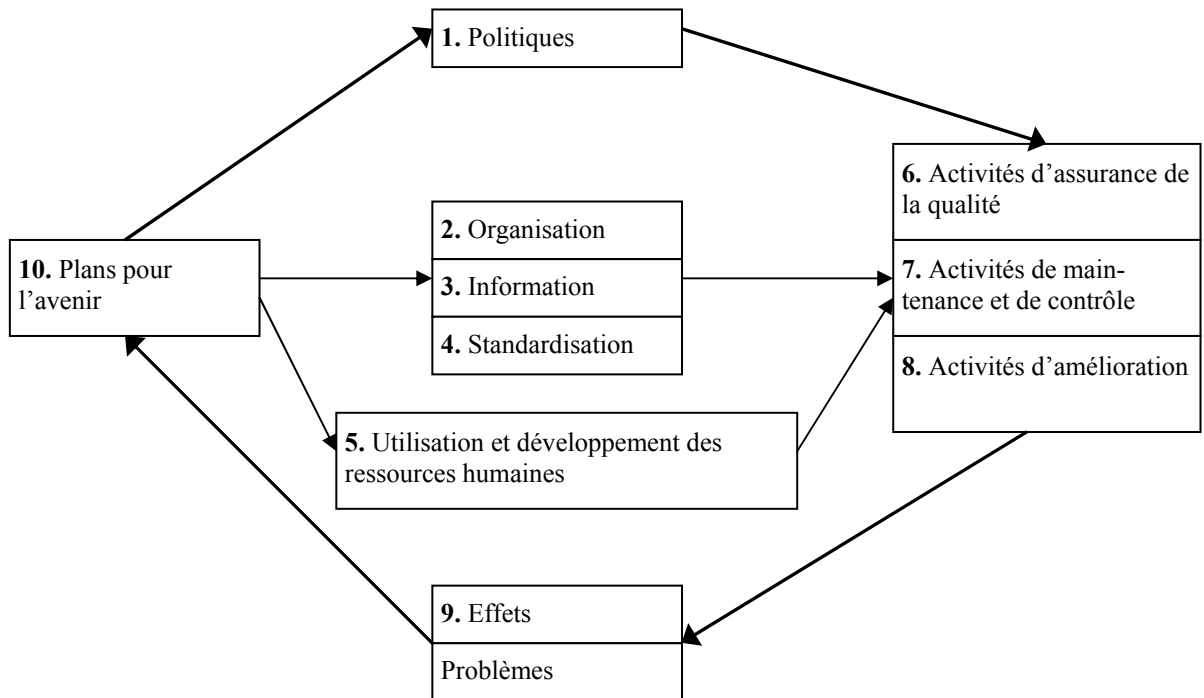 1. Politiques
6. Activités d’assurance de
la qualité
2. Organisation
10. Plans pour
l’avenir
3. Information
7. Activités de main-
tenance et de contrôle
4. Standardisation
8. Activités d’amélioration
5. Utilisation et développement des
ressources humaines
9. Effets
Problèmes